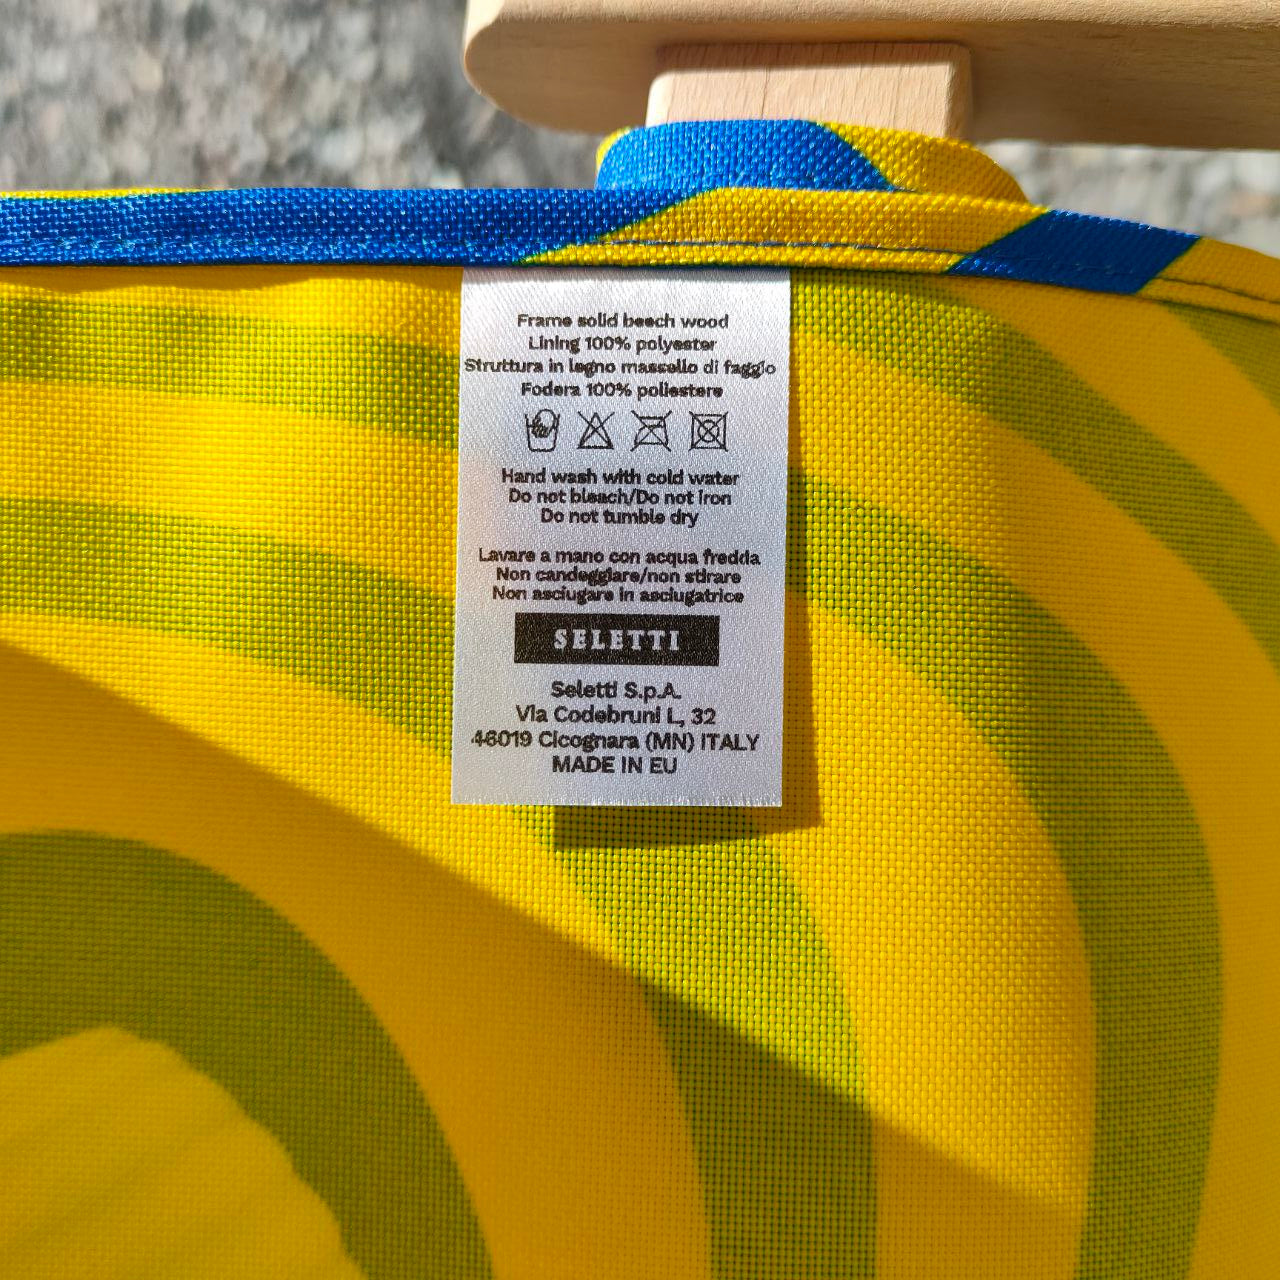 Frame solid beech wood
Lining 100% polyester
Struttura in legno massello di faggio
Fodera 100% poliestere
Hand wash with cold water
Do not bleach/Do not iron
Do not tumble dry
Lavare a mano con acqua fredda
Non candeggiare/non stirare
Non asciugare in asciugatrice
SELETTI
Seletti S.p.A.
Via Codebruni L, 32
46019 Cicognara (MN) ITALY
MADE IN EU